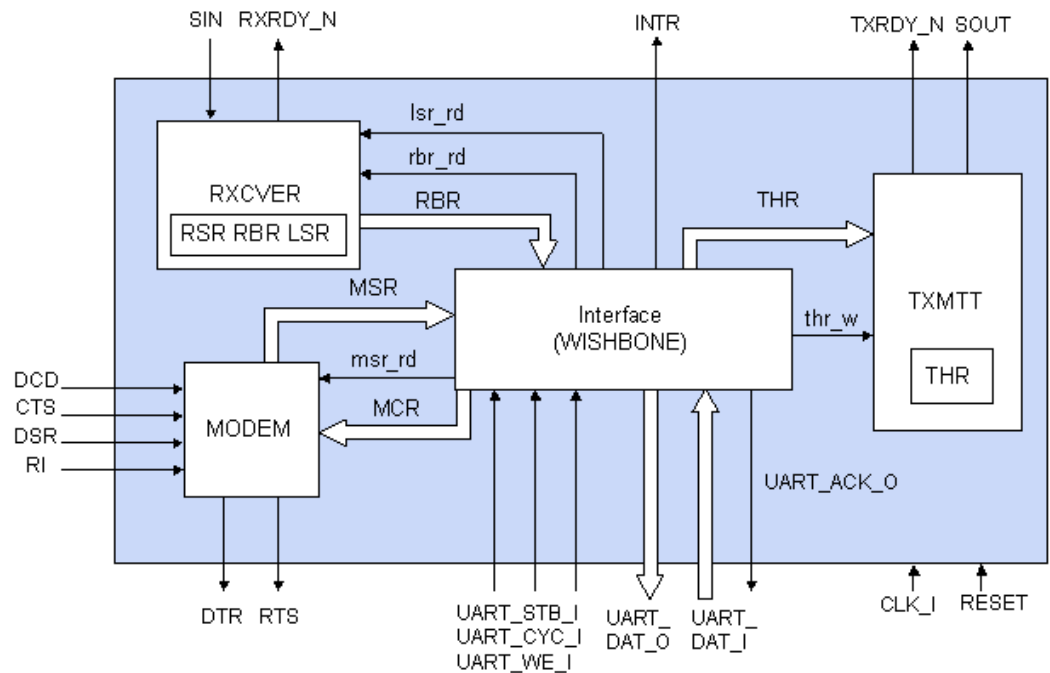 SIN RXRDY_N
INTR
TXRDY_N SOUT
lsr_rd
rbr_rd
RXCVER
RBR
RSR RBR LSR
THR
MSR
Interface
(WISHBONE)
TXMTT
thr_w
msr_rd
THR
DCD
CTS
DSR
RI
MCR
MODEM
UART_ACK_O
DTR RTS
UART_STB_I
UART_CYC_I
UART_WE_I
UART_
DAT_O
UART_
DAT_I
CLK_I
RESET